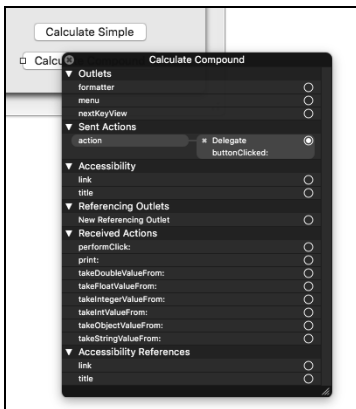 Calculate Simple
Calcu
Calculate Compound
▼ Outlets
formatter
menu
nextKeyView
▼ Sent Actions
action
✖ Delegate
buttonClicked:
▼ Accessibility
link
title
▼ Referencing Outlets
New Referencing Outlet
▼ Received Actions
performClick:
print:
takeDoubleValueFrom:
takeFloatValueFrom:
takeIntegerValueFrom:
takeIntValueFrom:
takeObjectValueFrom:
takeStringValueFrom:
▼ Accessibility References
link
title